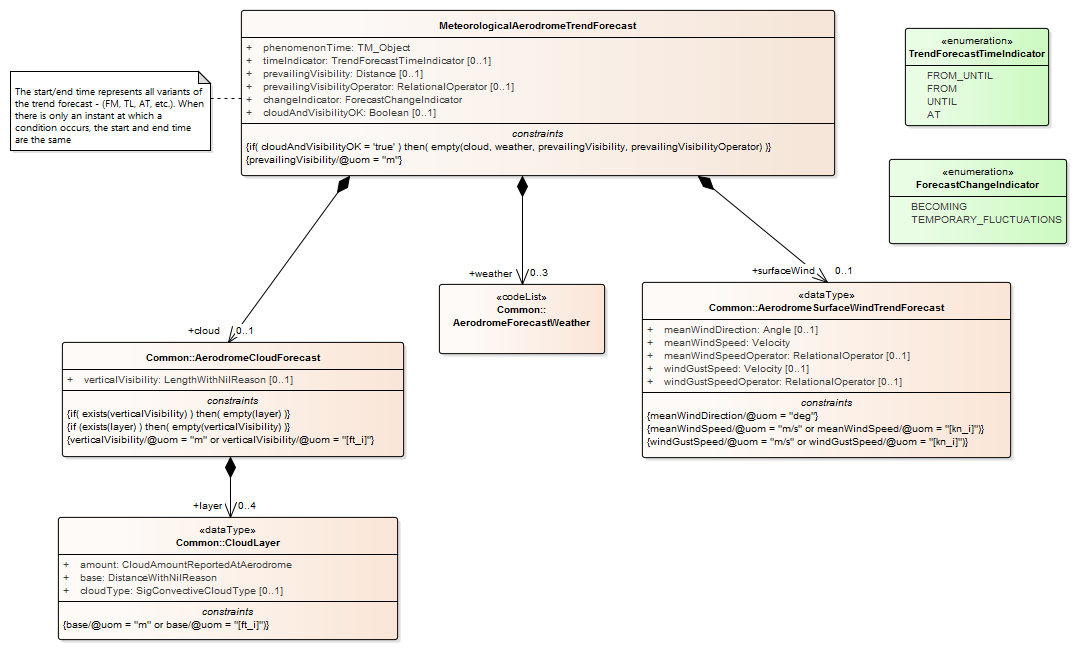 MeteorologicalAerodromeTrendForecast
+ phenomenonTime: TM_Object
+ timeIndicator: TrendForecastTimeIndicator [0..1]
+ prevailingVisibility: Distance [0..1]
+ prevailingVisibilityOperator: RelationalOperator [0..1]
+ changeIndicator: ForecastChangeIndicator
+ cloudAndVisibilityOK: Boolean [0..1]
constraints
{if( cloudAndVisibilityOK = 'true' ) then( empty(cloud, weather, prevailingVisibility, prevailingVisibilityOperator) )}
{prevailingVisibility/@uom = "m"}
The start/end time represents all variants of
the trend forecast - (FM, TL, AT, etc.). When
there is only an instant at which a
condition occurs, the start and end time
are the same
«enumeration»
TrendForecastTimeIndicator
FROM_UNTIL
FROM
UNTIL
AT
«enumeration»
ForecastChangeIndicator
BECOMING
TEMPORARY_FLUCTUATIONS
+cloud 0..1
+weather 0..3
+surfaceWind 0..1
«codeList»
Common::
AerodromeForecastWeather
«dataType»
Common::AerodromeSurfaceWindTrendForecast
+ meanWindDirection: Angle [0..1]
+ meanWindSpeed: Velocity
+ meanWindSpeedOperator: RelationalOperator [0..1]
+ windGustSpeed: Velocity [0..1]
+ windGustSpeedOperator: RelationalOperator [0..1]
constraints
{meanWindDirection/@uom = "deg"}
{meanWindSpeed/@uom = "m/s" or meanWindSpeed/@uom = "[kn_i]")}
{windGustSpeed/@uom = "m/s" or windGustSpeed/@uom = "[kn_i]")}
Common::AerodromeCloudForecast
+ verticalVisibility: LengthWithNilReason [0..1]
constraints
{if( exists(verticalVisibility) ) then( empty(layer) )}
{if (exists(layer) ) then( empty(verticalVisibility) )}
{verticalVisibility/@uom = "m" or verticalVisibility/@uom = "[ft_i]"}
+layer 0..4
«dataType»
Common::CloudLayer
+ amount: CloudAmountReportedAtAerodrome
+ base: DistanceWithNilReason
+ cloudType: SigConvectiveCloudType [0..1]
constraints
{base/@uom = "m" or base/@uom = "[ft_i]")}